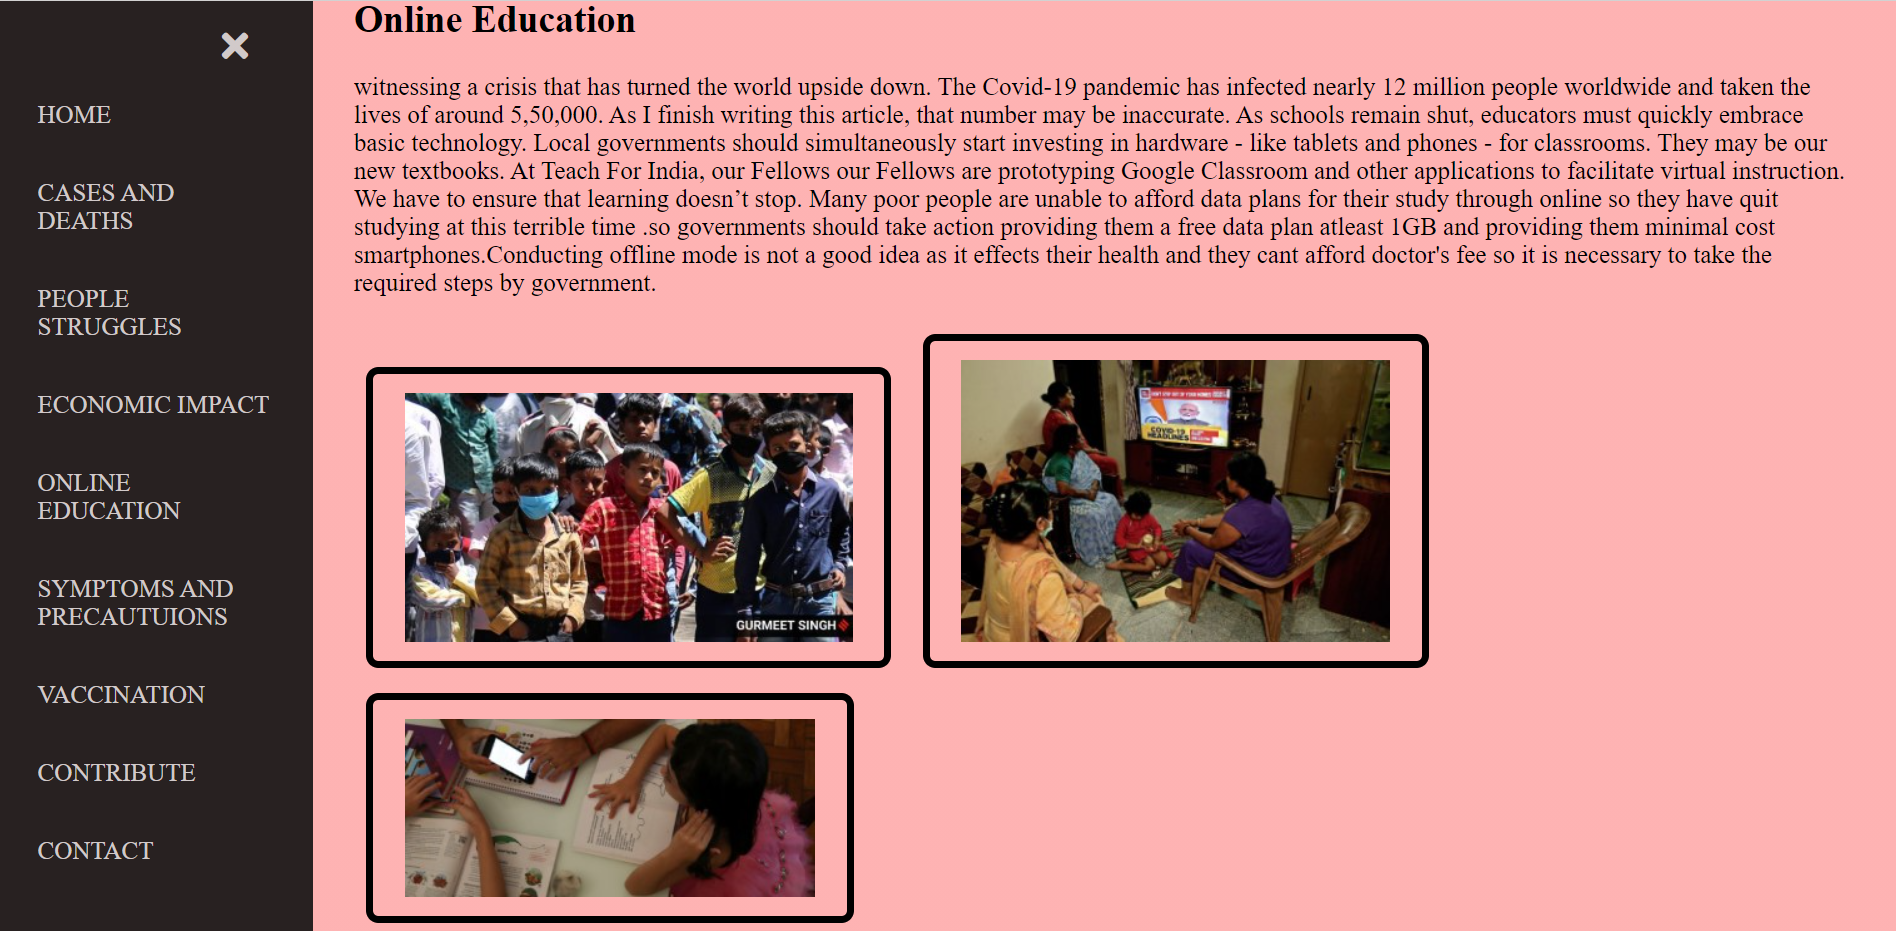 HOME
CASES AND
DEATHS
PEOPLE
STRUGGLES
ECONOMIC IMPACT
ONLINE
EDUCATION
SYMPTOMS AND
PRECAUTUIONS
VACCINATION
CONTRIBUTE
CONTACT
Online Education
witnessing a crisis that has turned the world upside down. The Covid-19 pandemic has infected nearly 12 million people worldwide and taken the
lives of around 5,50,000. As I finish writing this article, that number may be inaccurate. As schools remain shut, educators must quickly embrace
basic technology. Local governments should simultaneously start investing in hardware - like tablets and phones - for classrooms. They may be our
new textbooks. At Teach For India, our Fellows our Fellows are prototyping Google Classroom and other applications to facilitate virtual instruction.
We have to ensure that learning doesn’t stop. Many poor people are unable to afford data plans for their study through online so they have quit
studying at this terrible time .so governments should take action providing them a free data plan atleast 1GB and providing them minimal cost
smartphones.Conducting offline mode is not a good idea as it effects their health and they cant afford doctor's fee so it is necessary to take the
required steps by government.
GURMEET SINGH
COVID-19
HEADLINES